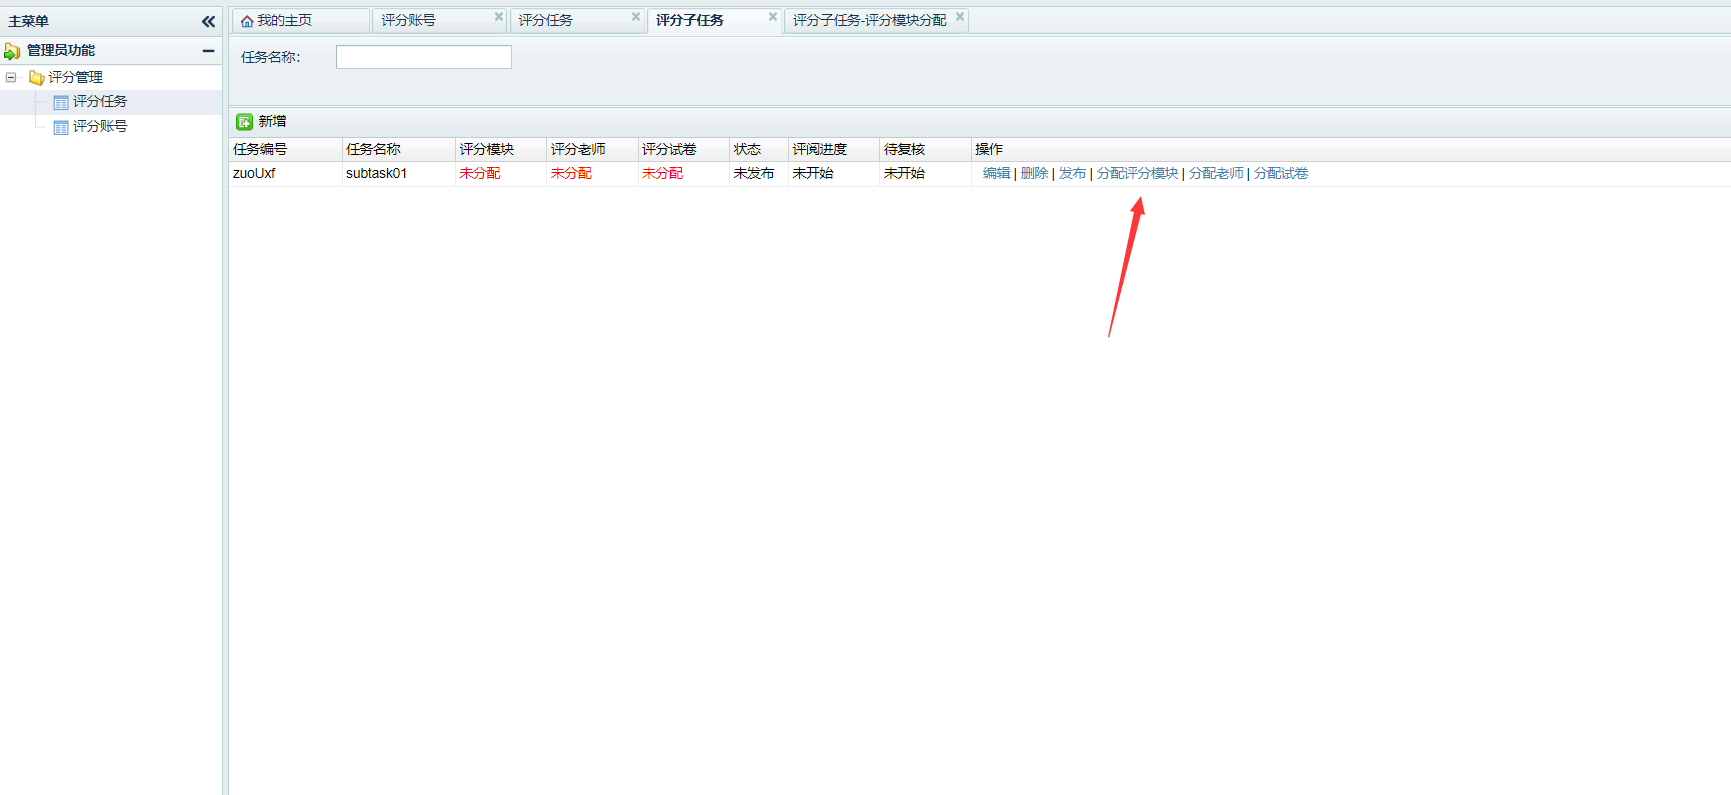 主菜单
管理员功能
评分管理
评分任务
评分账号
我的主页 评分账号 评分任务 评分子任务 评分子任务-评分模块分配
任务名称：
新增
任务编号 任务名称 评分模块 评分老师 评分试卷 状态 评阅进度 待复核 操作
zuoUxf subtask01 未分配 未分配 未分配 未发布 未开始 未开始 编辑 | 删除 | 发布 | 分配评分模块 | 分配老师 | 分配试卷